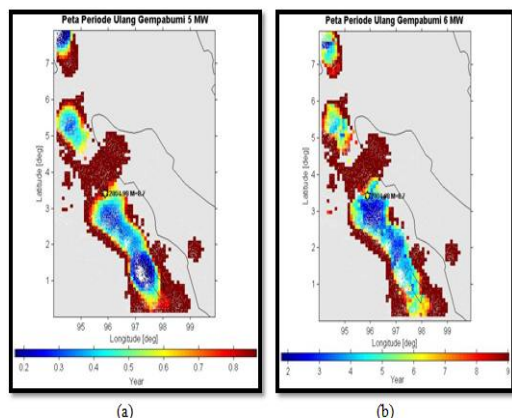 Peta Periode Ulang Gempabumi 5 MW
7
6
5
4
3
2
1
Latitude [deg]
95 96 97 98 99
Longitude [deg]
0.2 0.3 0.4 0.5 0.6 0.7 0.8
Year
(a)
Peta Periode Ulang Gempabumi 6 MW
7
6
5
4
3
2
1
Latitude [deg]
94 95 96 97 98 99
Longitude [deg]
2 3 4 5 6 7 8 9
Year
(b)